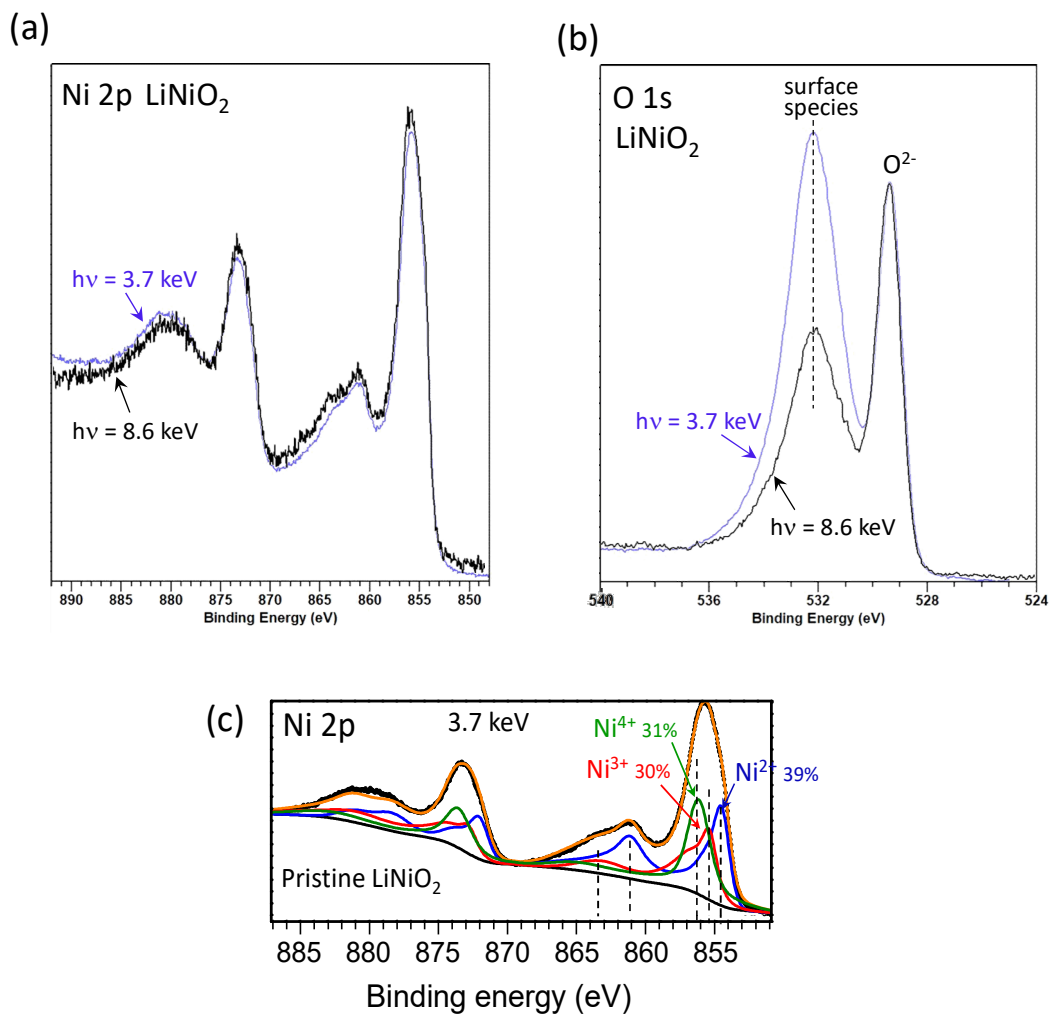 (a)
Ni 2p LiNiO2
hν = 3.7 keV
hν = 8.6 keV
890 885 880 875 870 865 860 855 850
Binding Energy (eV)
(b)
O 1s
LiNiO2
surface
species
O2-
hν = 3.7 keV
hν = 8.6 keV
540 536 532 528 524
Binding Energy (eV)
(c)
Ni 2p
3.7 keV
Ni4+ 31%
Ni3+ 30%
Ni2+ 39%
Pristine LiNiO2
885 880 875 870 865 860 855
Binding energy (eV)